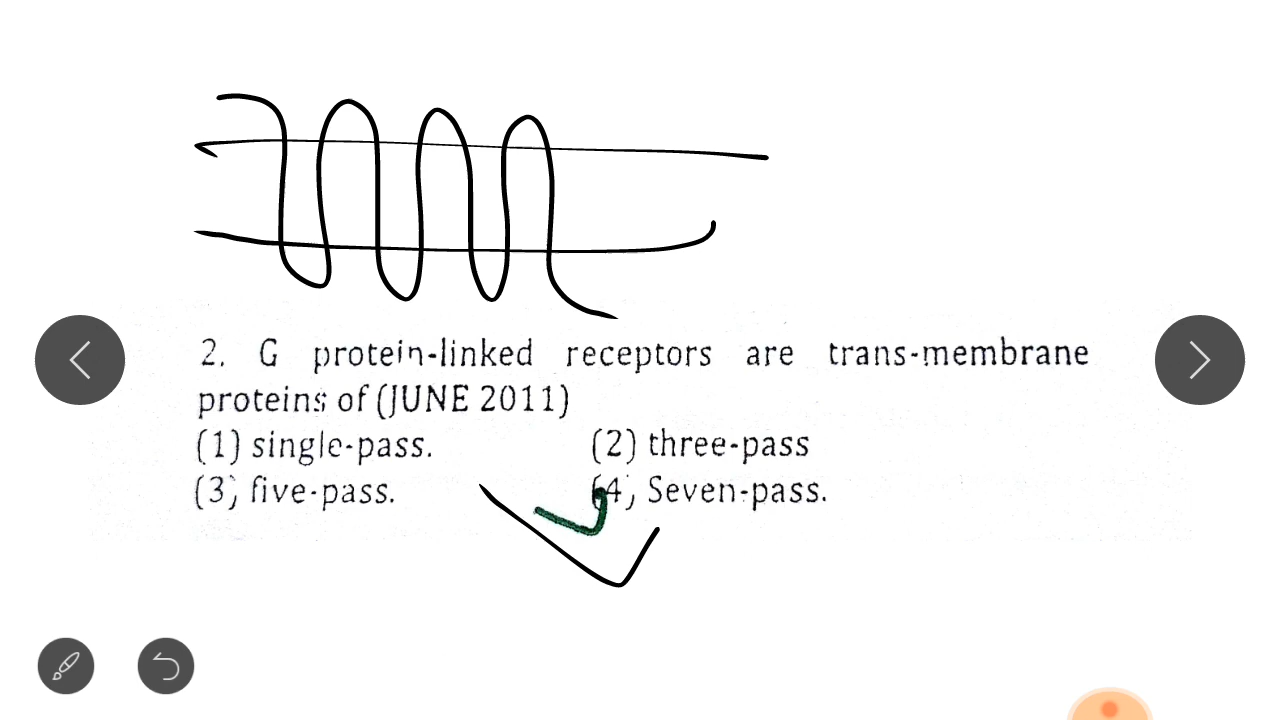 2. G protein-linked receptors are trans-membrane
proteins of (JUNE 2011)
(1) single-pass. (2) three-pass
(3) five-pass. (4) Seven-pass.